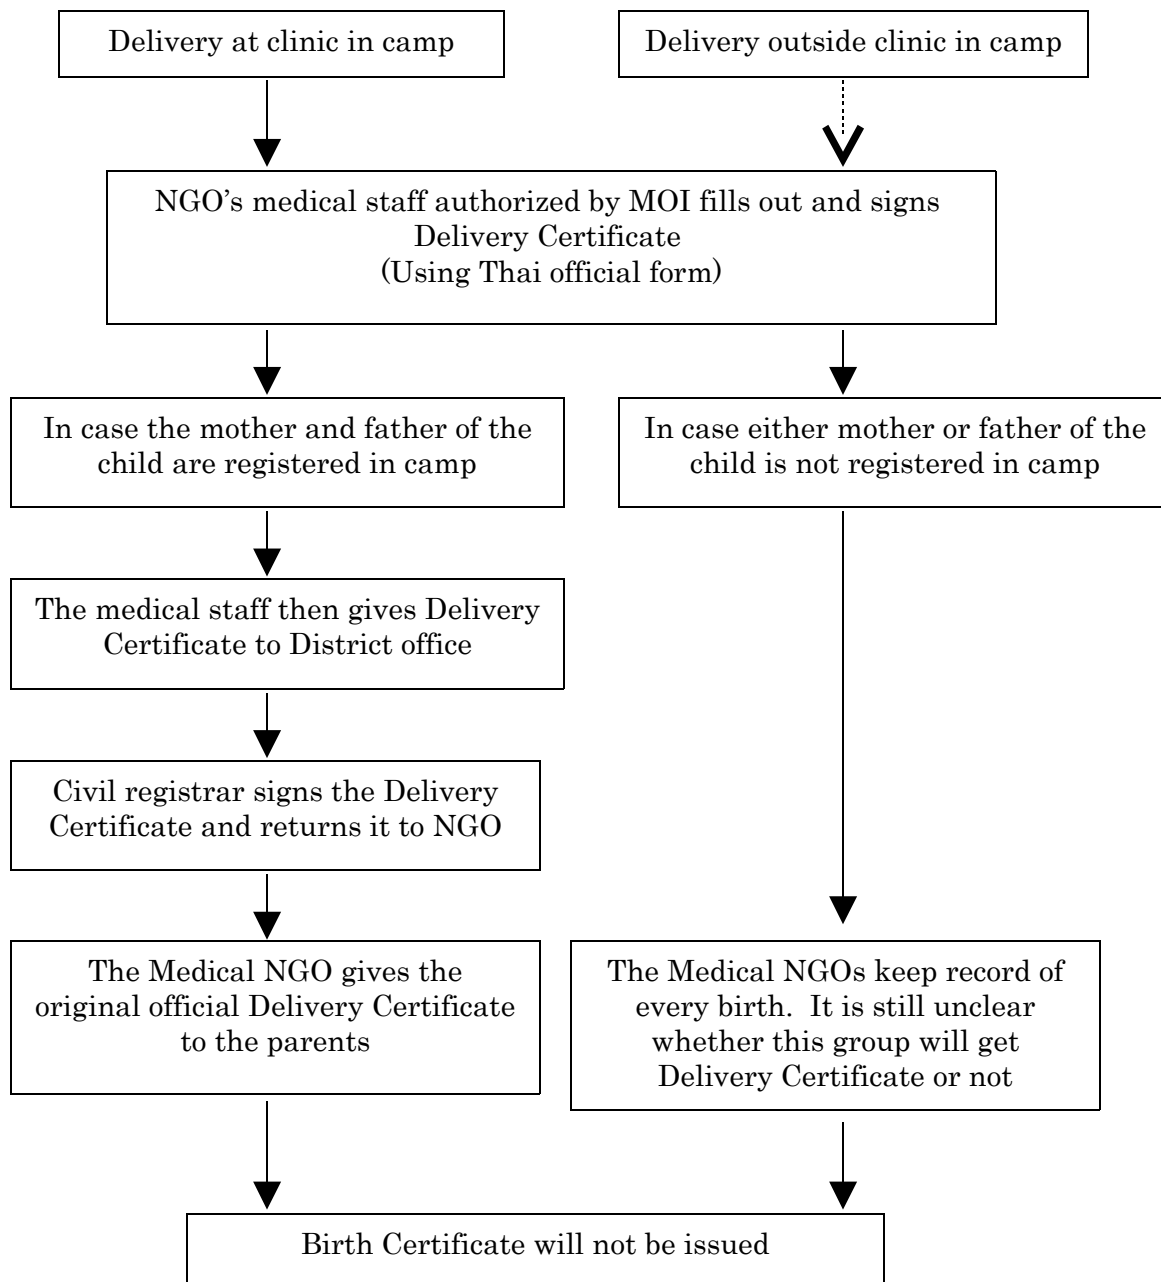 Delivery at clinic in camp
Delivery outside clinic in camp
NGO’s medical staff authorized by MOI fills out and signs
Delivery Certificate
(Using Thai official form)
In case the mother and father of the
child are registered in camp
In case either mother or father of the
child is not registered in camp
The medical staff then gives Delivery
Certificate to District office
Civil registrar signs the Delivery
Certificate and returns it to NGO
The Medical NGO gives the
original official Delivery Certificate
to the parents
The Medical NGOs keep record of
every birth.  It is still unclear
whether this group will get
Delivery Certificate or not
Birth Certificate will not be issued